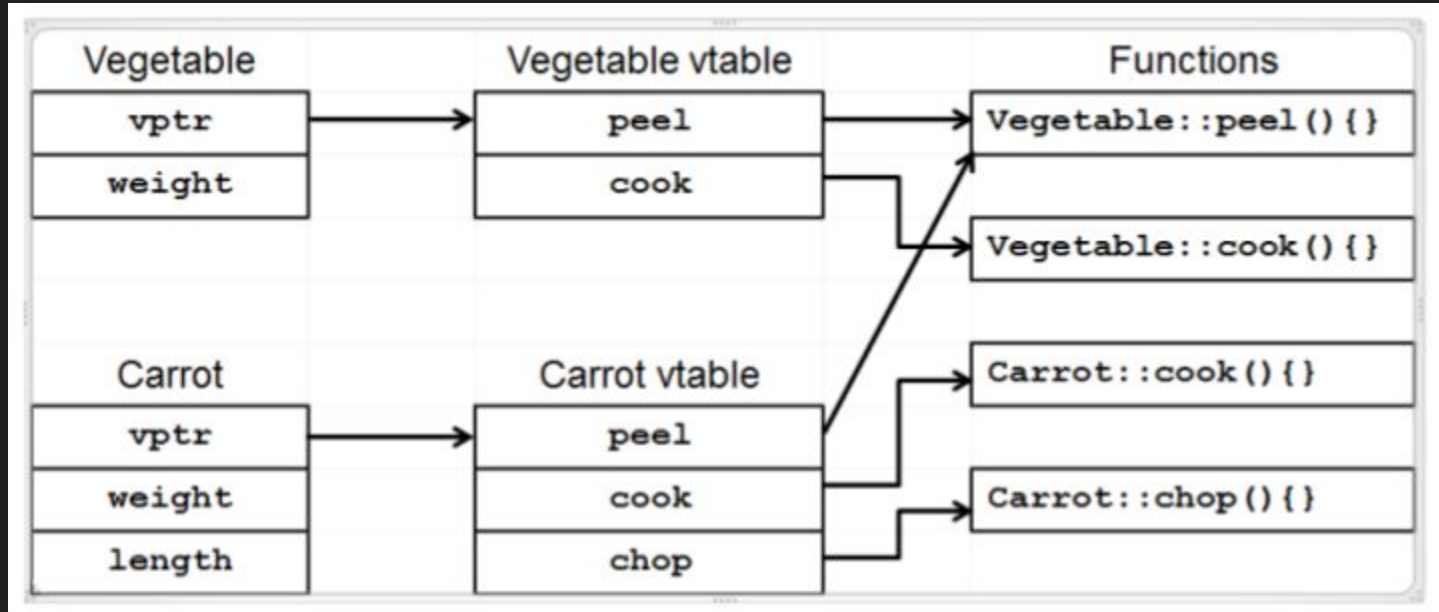 Vegetable Vegetable vtable Functions
vptr peel Vegetable::peel(){}
weight cook
Vegetable::cook(){}
Carrot::cook(){}
Carrot Carrot vtable
vptr peel
weight cook Carrot::chop(){}
length chop